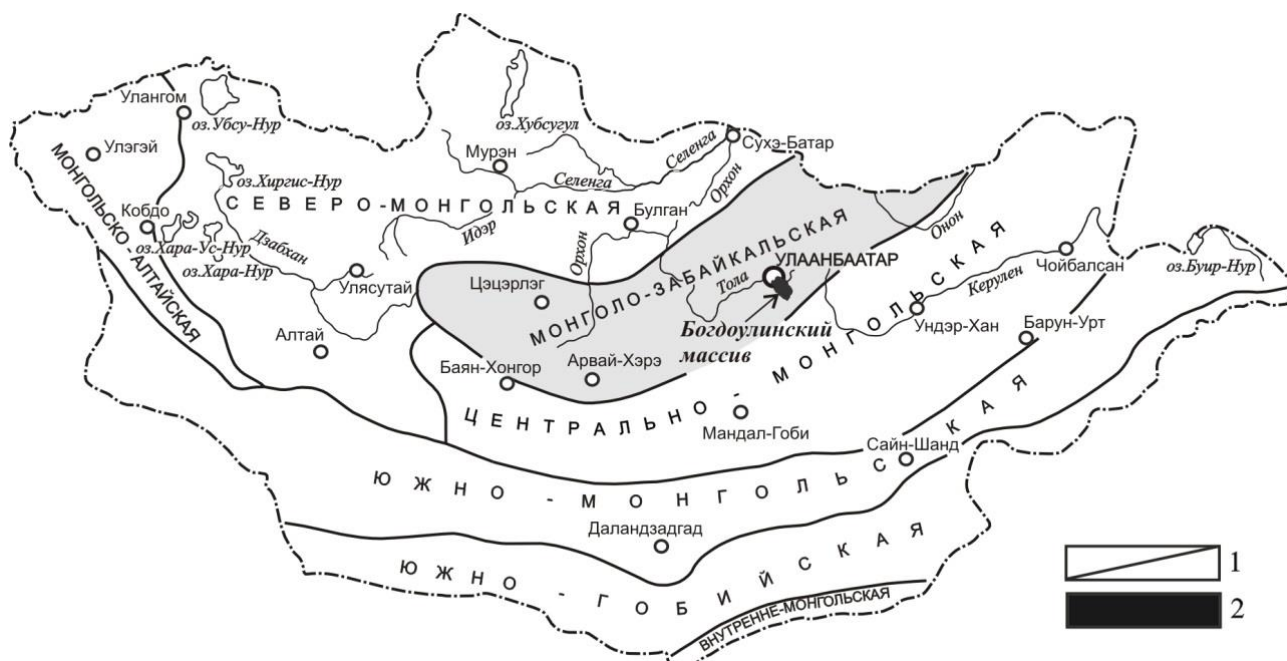 Улангом
оз.Убсу-Нур
оз.Хубсугул
Улэгэй
Мурэн
Селенга
Сухэ-Батар
МОНГОЛЬСКО-АЛТАЙСКАЯ
оз.Хиргис-Нур
Селенга
Орхон
СЕВЕРО-МОНГОЛЬСКАЯ
Кобдо
Булган
Идэр
оз.Хара-Ус-Нур
Дзабхан
Орхон
Онон
оз.Хара-Нур
МОНГОЛО-ЗАБАЙКАЛЬСКАЯ
УЛААНБААТАР
Чойбалсан
оз.Буир-Нур
Улясутай
Цэцэрлэг
Тола
Керулен
Алтай
Богдоулинский
массив
Ундэр-Хан
Барун-Урт
Баян-Хонгор
Арвай-Хэрэ
ЦЕНТРАЛЬНО-МОНГОЛЬСКАЯ
Мандал-Гоби
Сайн-Шанд
ЮЖНО-МОНГОЛЬСКАЯ
Даландзадгад
ЮЖНО-ГОБИЙСКАЯ
ВНУТРЕННЕ-МОНГОЛЬСКАЯ
1
2